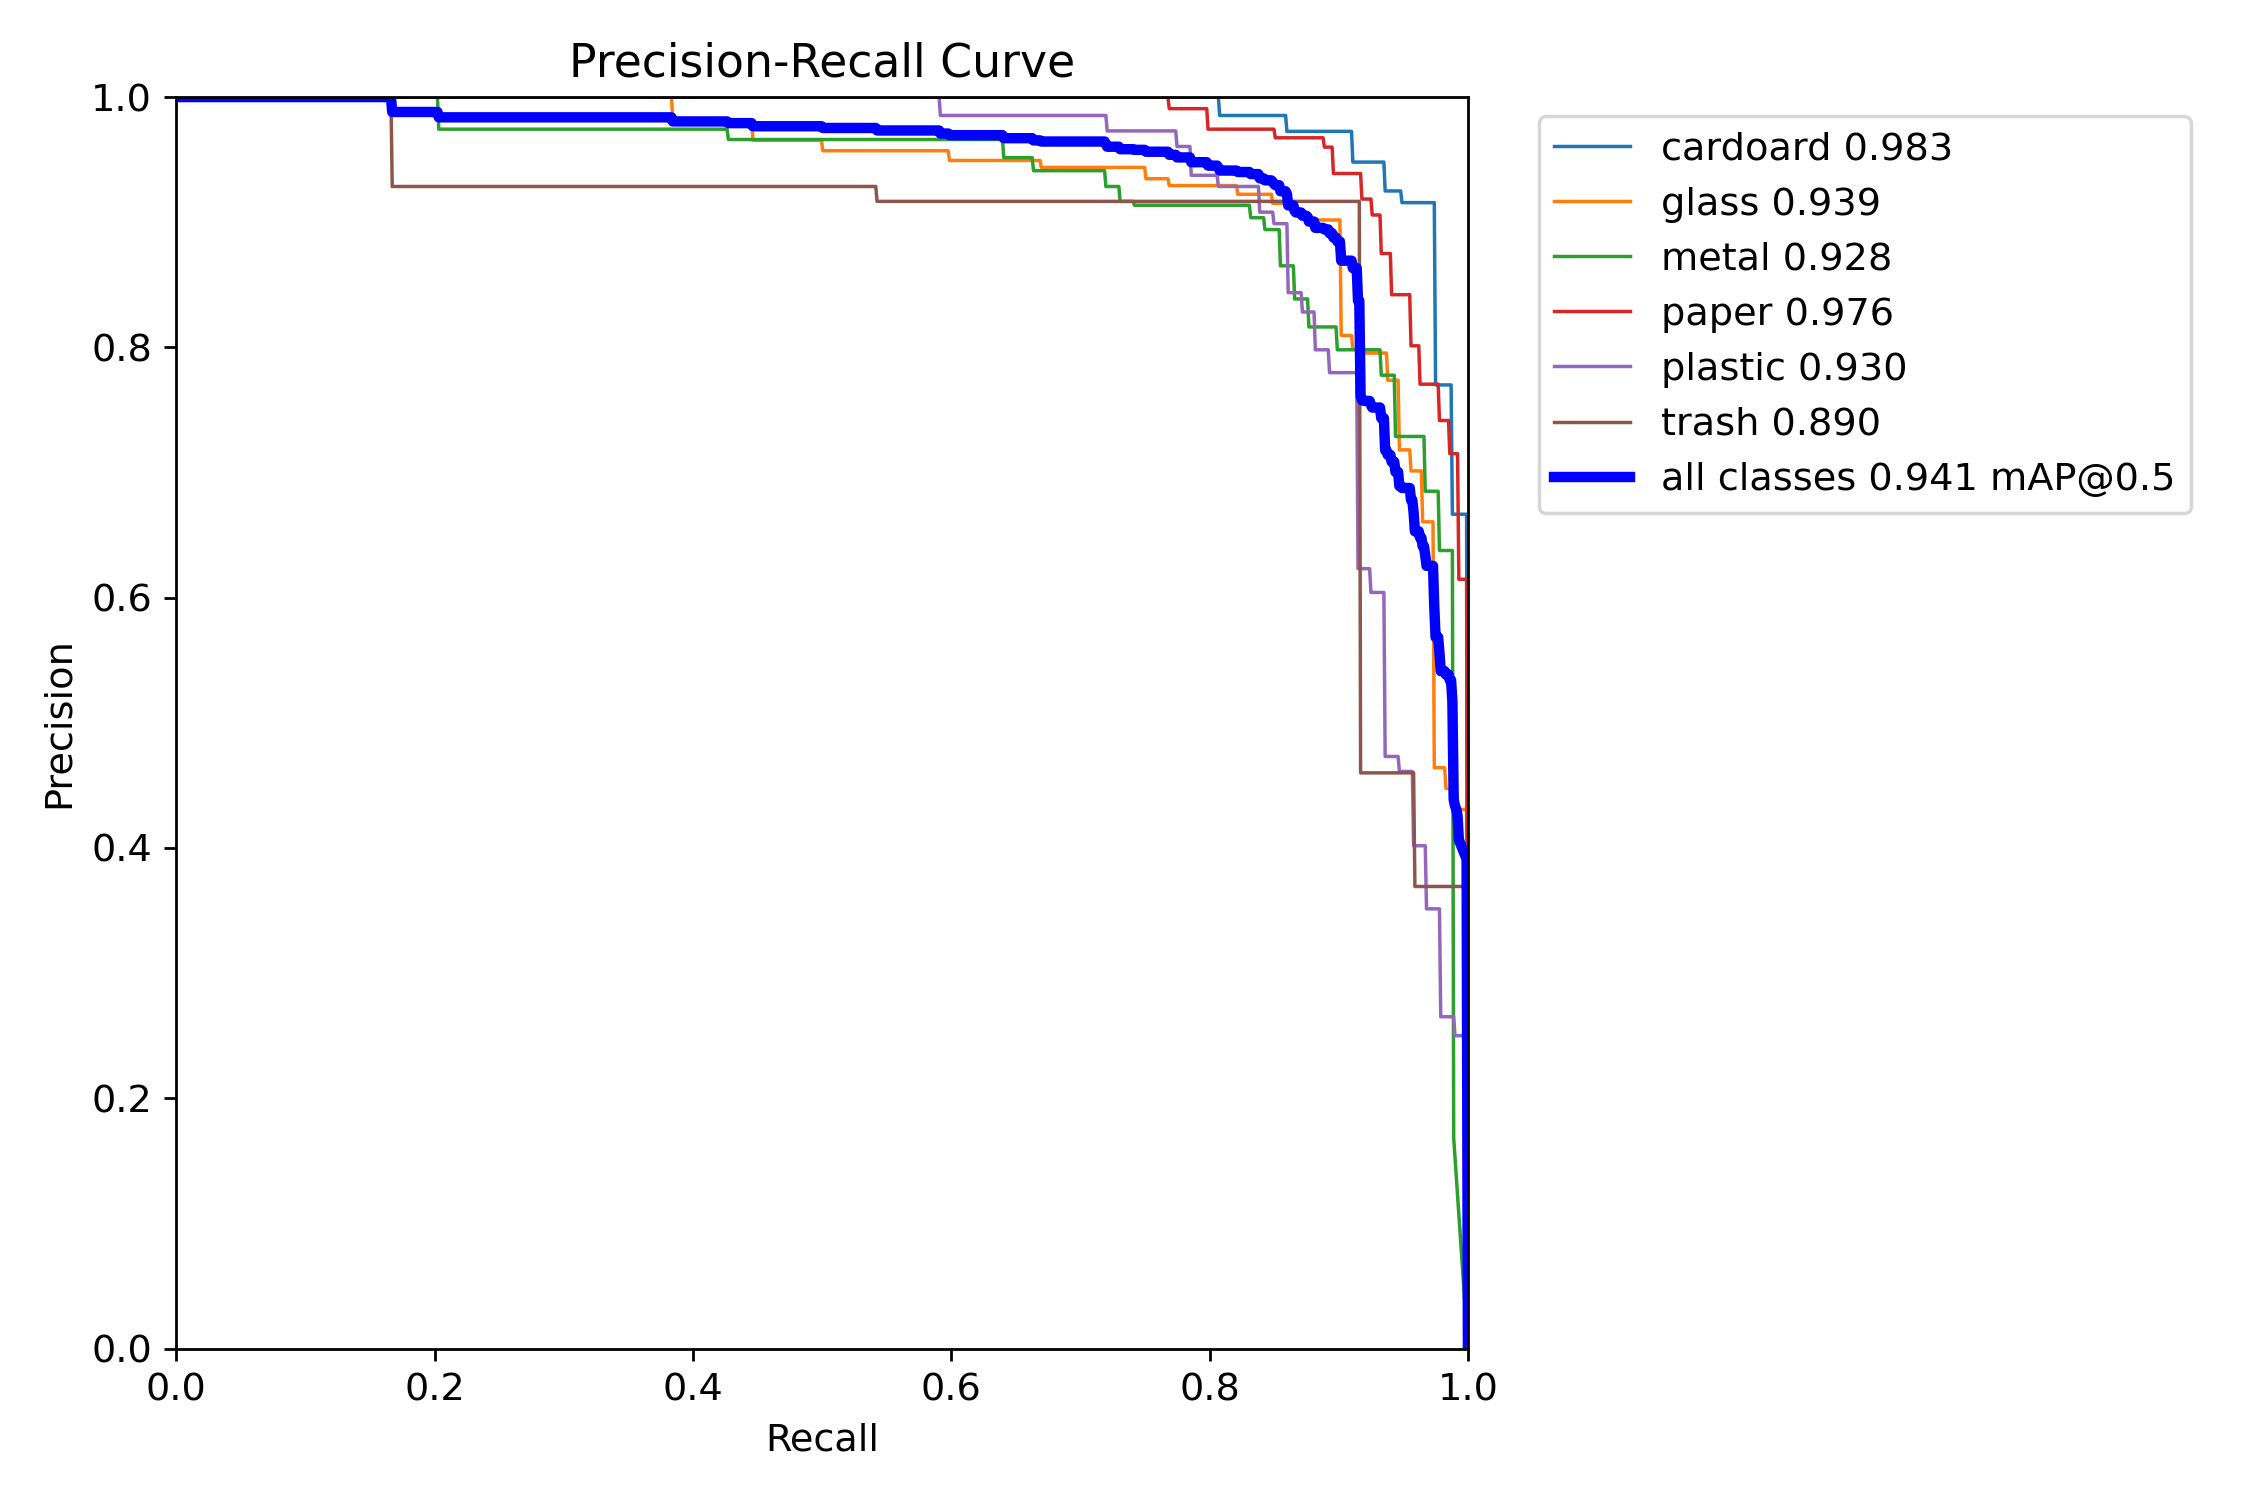 Precision-Recall Curve
1.0
0.8
0.6
0.4
0.2
0.0
Precision
0.0 0.2 0.4 0.6 0.8 1.0
Recall
cardoard 0.983
glass 0.939
metal 0.928
paper 0.976
plastic 0.930
trash 0.890
all classes 0.941 mAP@0.5